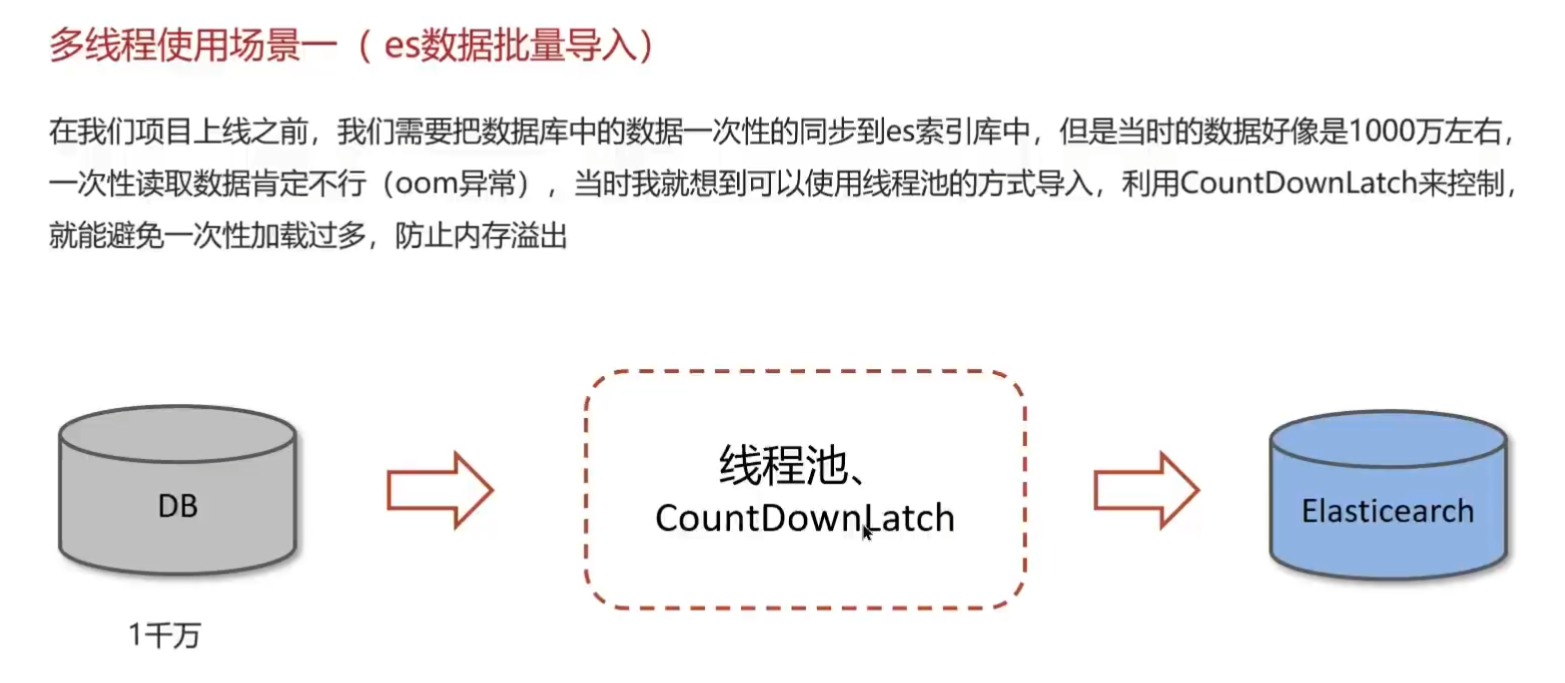 多线程使用场景一（ es数据批量导入）
在我们项目上线之前，我们需要把数据库中的数据一次性的同步到es索引库中，但是当时的数据好像是1000万左右，
一次性读取数据肯定不行（oom异常），当时我就想到可以使用线程池的方式导入，利用CountDownLatch来控制，
就能避免一次性加载过多，防止内存溢出
线程池、
CountDownLatch
DB
Elasticearch
1千万